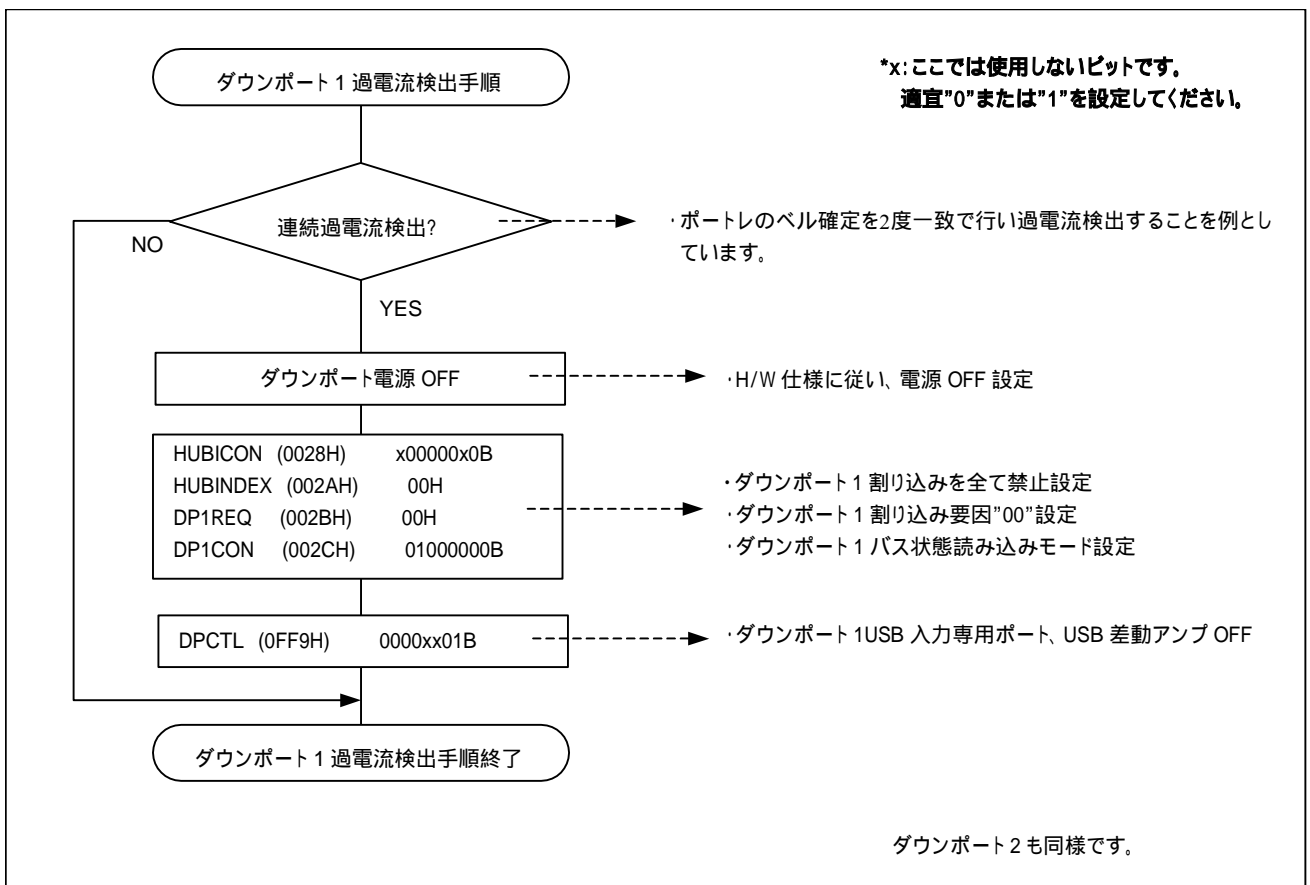 ダウンポート 1 過電流検出手順
*x:ここでは使用しないビットです。
適宜"0"または"1"を設定してください。
連続過電流検出?
・ポートレのベル確定を2度一致で行い過電流検出することを例とし
ています。
NO
YES
ダウンポート電源 OFF
・H/W 仕様に従い、電源 OFF 設定
HUBICON (0028H) x00000x0B
HUBINDEX (002AH) 00H
DP1REQ (002BH) 00H
DP1CON (002CH) 01000000B
・ダウンポート 1 割り込みを全て禁止設定
・ダウンポート 1 割り込み要因"00"設定
・ダウンポート 1 バス状態読み込みモード設定
DPCTL (0FF9H) 0000xx01B
・ダウンポート 1USB 入力専用ポート、USB 差動アンプ OFF
ダウンポート 1 過電流検出手順終了
ダウンポート 2 も同様です。